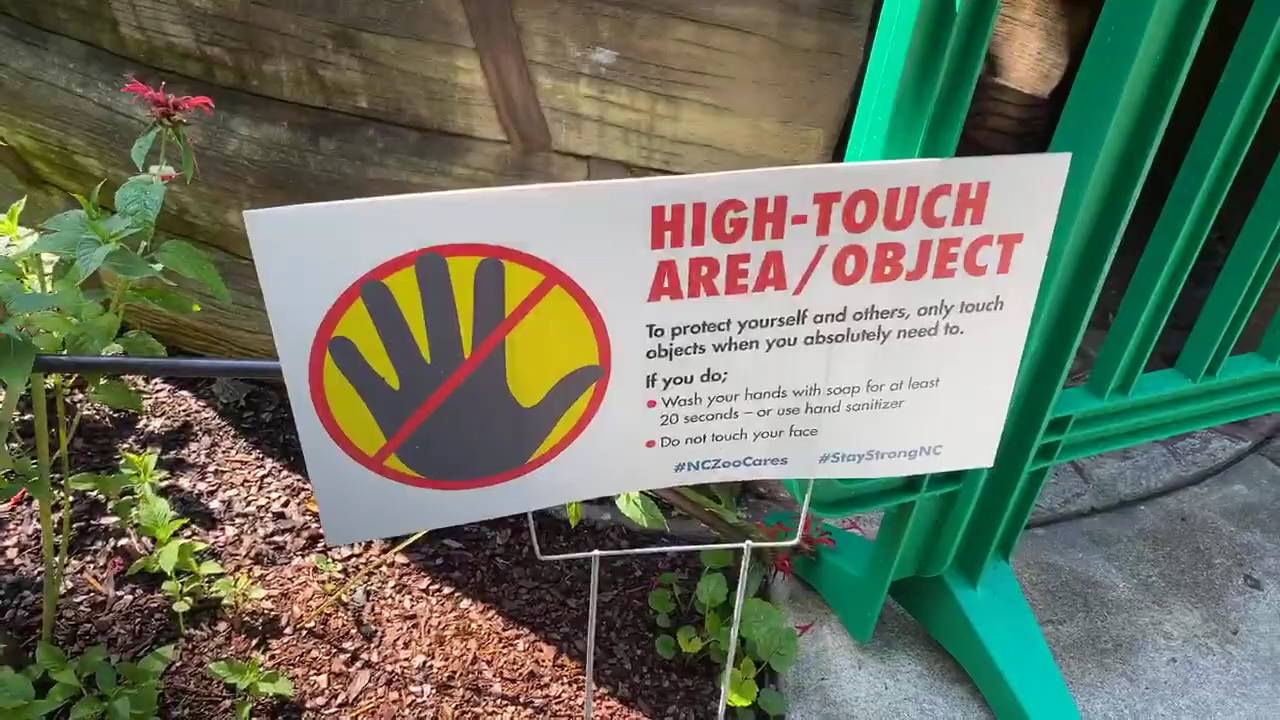 HIGH-TOUCH
AREA/OBJECT
To protect yourself and others, only touch
objects when you absolutely need to.
If you do;
Wash your hands with soap for at least
20 seconds – or use hand sanitizer
Do not touch your face
#NCZooCares #StayStrongNC